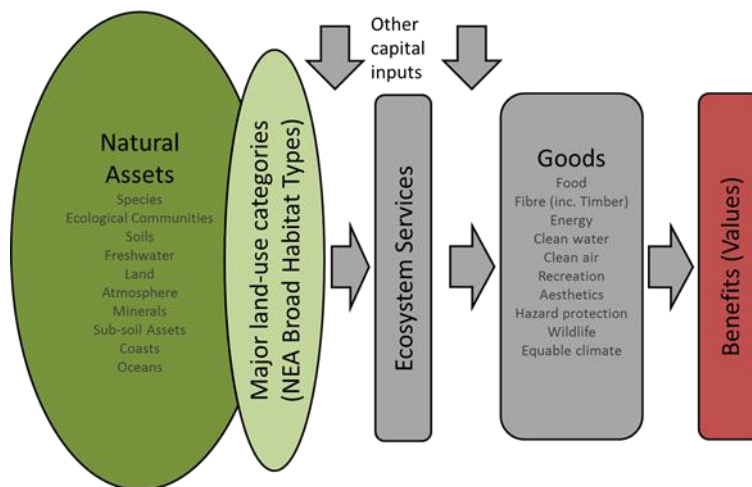 Other
capital
inputs
Natural
Assets
Species
Ecological Communities
Soils
Freshwater
Land
Atmosphere
Minerals
Sub-soil Assets
Coasts
Oceans
Major land-use categories
(NEA Broad Habitat Types)
Ecosystem Services
Goods
Food
Fibre (inc. Timber)
Energy
Clean water
Clean air
Recreation
Aesthetics
Hazard protection
Wildlife
Equable climate
Benefits (Values)